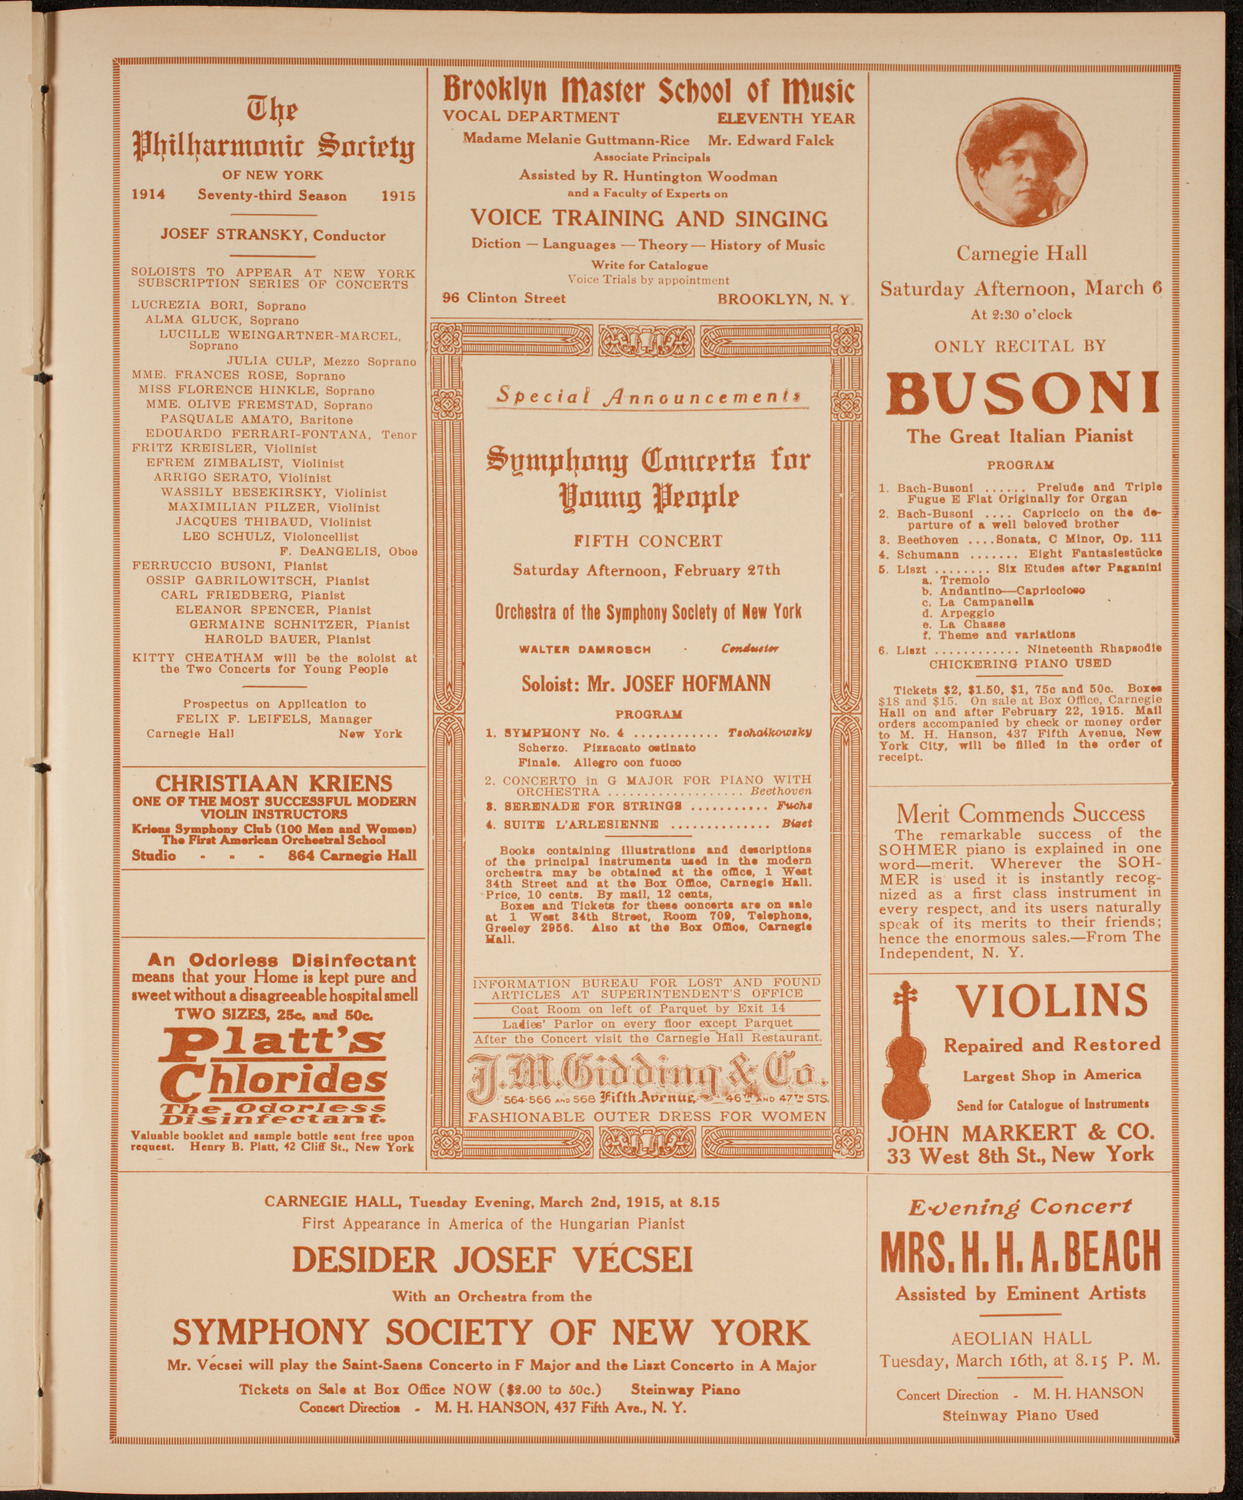 The
Philharmonic Society
OF NEW YORK
1914 Seventy-third Season 1915
JOSEF STRANSKY, Conductor
SOLOISTS TO APPEAR AT NEW YORK
SUBSCRIPTION SERIES OF CONCERTS
LUCREZIA BORI, Soprano
ALMA GLUCK, Soprano
LUCILLE WEINGARTNER-MARCEL,
Soprano
JULIA CULP, Mezzo Soprano
MME. FRANCES ROSE, Soprano
MISS FLORENCE HINKLE, Soprano
MME. OLIVE FREMSTAD, Soprano
PASQUALE AMATO, Baritone
EDOUARDO FERRARI-FONTANA, Tenor
FRITZ KREISLER, Violinist
EFREM ZIMBALIST, Violinist
ARRIGO SERATO, Violinist
WASSILY BESEKIRSKY, Violinist
MAXIMILIAN PILZER, Violinist
JACQUES THIBAUD, Violinist
LEO SCHULZ, Violoncellist
F. DeANGELIS, Oboe
FERRUCCIO BUSONI, Pianist
OSSIP GABRILOWITSCH, Pianist
CARL FRIEDBERG, Pianist
ELEANOR SPENCER, Pianist
GERMAINE SCHNITZER, Pianist
HAROLD BAUER, Pianist
KITTY CHEATHAM will be the soloist at
the Two Concerts for Young People
Prospectus on Application to
FELIX F. LEIFELS, Manager
Carnegie Hall New York
CHRISTIAAN KRIENS
ONE OF THE MOST SUCCESSFUL MODERN
VIOLIN INSTRUCTORS
Kriens Symphony Club (100 Men and Women)
The First American Orchestral School
Studio - - - 864 Carnegie Hall
An Odorless Disinfectant
means that your Home is kept pure and
sweet without a disagreeable hospital smell
TWO SIZES, 25c. and 50c.
Platt's
Chlorides
The Odorless
Disinfectant.
Valuable booklet and sample bottle sent free upon
request. Henry B. Platt, 42 Cliff St., New York
Brooklyn Master School of Music
VOCAL DEPARTMENT ELEVENTH YEAR
Madame Melanie Guttmann-Rice Mr. Edward Falck
Associate Principals
Assisted by R. Huntington Woodman
and a Faculty of Experts on
VOICE TRAINING AND SINGING
Diction — Languages — Theory — History of Music
Write for Catalogue
Voice Trials by appointment
96 Clinton Street BROOKLYN, N. Y.
Special Announcements
Symphony Concerts for
Young People
FIFTH CONCERT
Saturday Afternoon, February 27th
Orchestra of the Symphony Society of New York
WALTER DAMROSCH - Conductor
Soloist: Mr. JOSEF HOFMANN
PROGRAM
1. SYMPHONY No. 4 ............ Tschaikowsky
Scherzo. Pizzacato ostinato
Finale. Allegro con fuoco
2. CONCERTO in G MAJOR FOR PIANO WITH
ORCHESTRA .................... Beethoven
3. SERENADE FOR STRINGS ........... Fuchs
4. SUITE L'ARLESIENNE ............. Bizet
Books containing illustrations and descriptions
of the principal instruments used in the modern
orchestra may be obtained at the office, 1 West
34th Street and at the Box Office, Carnegie Hall.
Price, 10 cents. By mail, 12 cents,
Boxes and Tickets for these concerts are on sale
at 1 West 34th Street, Room 709, Telephone,
Greeley 2956. Also at the Box Office, Carnegie
Hall.
INFORMATION BUREAU FOR LOST AND FOUND
ARTICLES AT SUPERINTENDENT'S OFFICE
Coat Room on left of Parquet by Exit 14
Ladies' Parlor on every floor except Parquet
After the Concert visit the Carnegie Hall Restaurant.
J. M. Gidding & Co.
564-566 AND 568 Fifth Avenue, 46TH AND 47TH STS.
FASHIONABLE OUTER DRESS FOR WOMEN
Carnegie Hall
Saturday Afternoon, March 6
At 2:30 o'clock
ONLY RECITAL BY
BUSONI
The Great Italian Pianist
PROGRAM
1. Bach-Busoni ...... Prelude and Triple
Fugue E Flat Originally for Organ
2. Bach-Busoni .... Capriccio on the de-
parture of a well beloved brother
3. Beethoven ....Sonata, C Minor, Op. 111
4. Schumann ....... Eight Fantasiestücke
5. Liszt ........ Six Etudes after Paganini
a. Tremolo
b. Andantino—Capriccioso
c. La Campanella
d. Arpeggio
e. La Chasse
f. Theme and variations
6. Liszt ............ Nineteenth Rhapsodie
CHICKERING PIANO USED
Tickets $2, $1.50, $1, 75c and 50c. Boxes
$18 and $15. On sale at Box Office, Carnegie
Hall on and after February 22, 1915. Mail
orders accompanied by check or money order
to M. H. Hanson, 437 Fifth Avenue, New
York City, will be filled in the order of
receipt.
Merit Commends Success
The remarkable success of the
SOHMER piano is explained in one
word—merit. Wherever the SOH-
MER is used it is instantly recog-
nized as a first class instrument in
every respect, and its users naturally
speak of its merits to their friends;
hence the enormous sales.—From The
Independent, N. Y.
VIOLINS
Repaired and Restored
Largest Shop in America
Send for Catalogue of Instruments
JOHN MARKERT & CO.
33 West 8th St., New York
CARNEGIE HALL, Tuesday Evening, March 2nd, 1915, at 8.15
First Appearance in America of the Hungarian Pianist
DESIDER JOSEF VÉCSEI
With an Orchestra from the
SYMPHONY SOCIETY OF NEW YORK
Mr. Vécsei will play the Saint-Saens Concerto in F Major and the Liszt Concerto in A Major
Tickets on Sale at Box Office NOW ($2.00 to 50c.) Steinway Piano
Concert Direction - M. H. HANSON, 437 Fifth Ave., N. Y.
Evening Concert
MRS. H. H. A. BEACH
Assisted by Eminent Artists
AEOLIAN HALL
Tuesday, March 16th, at 8.15 P. M.
Concert Direction - M. H. HANSON
Steinway Piano Used